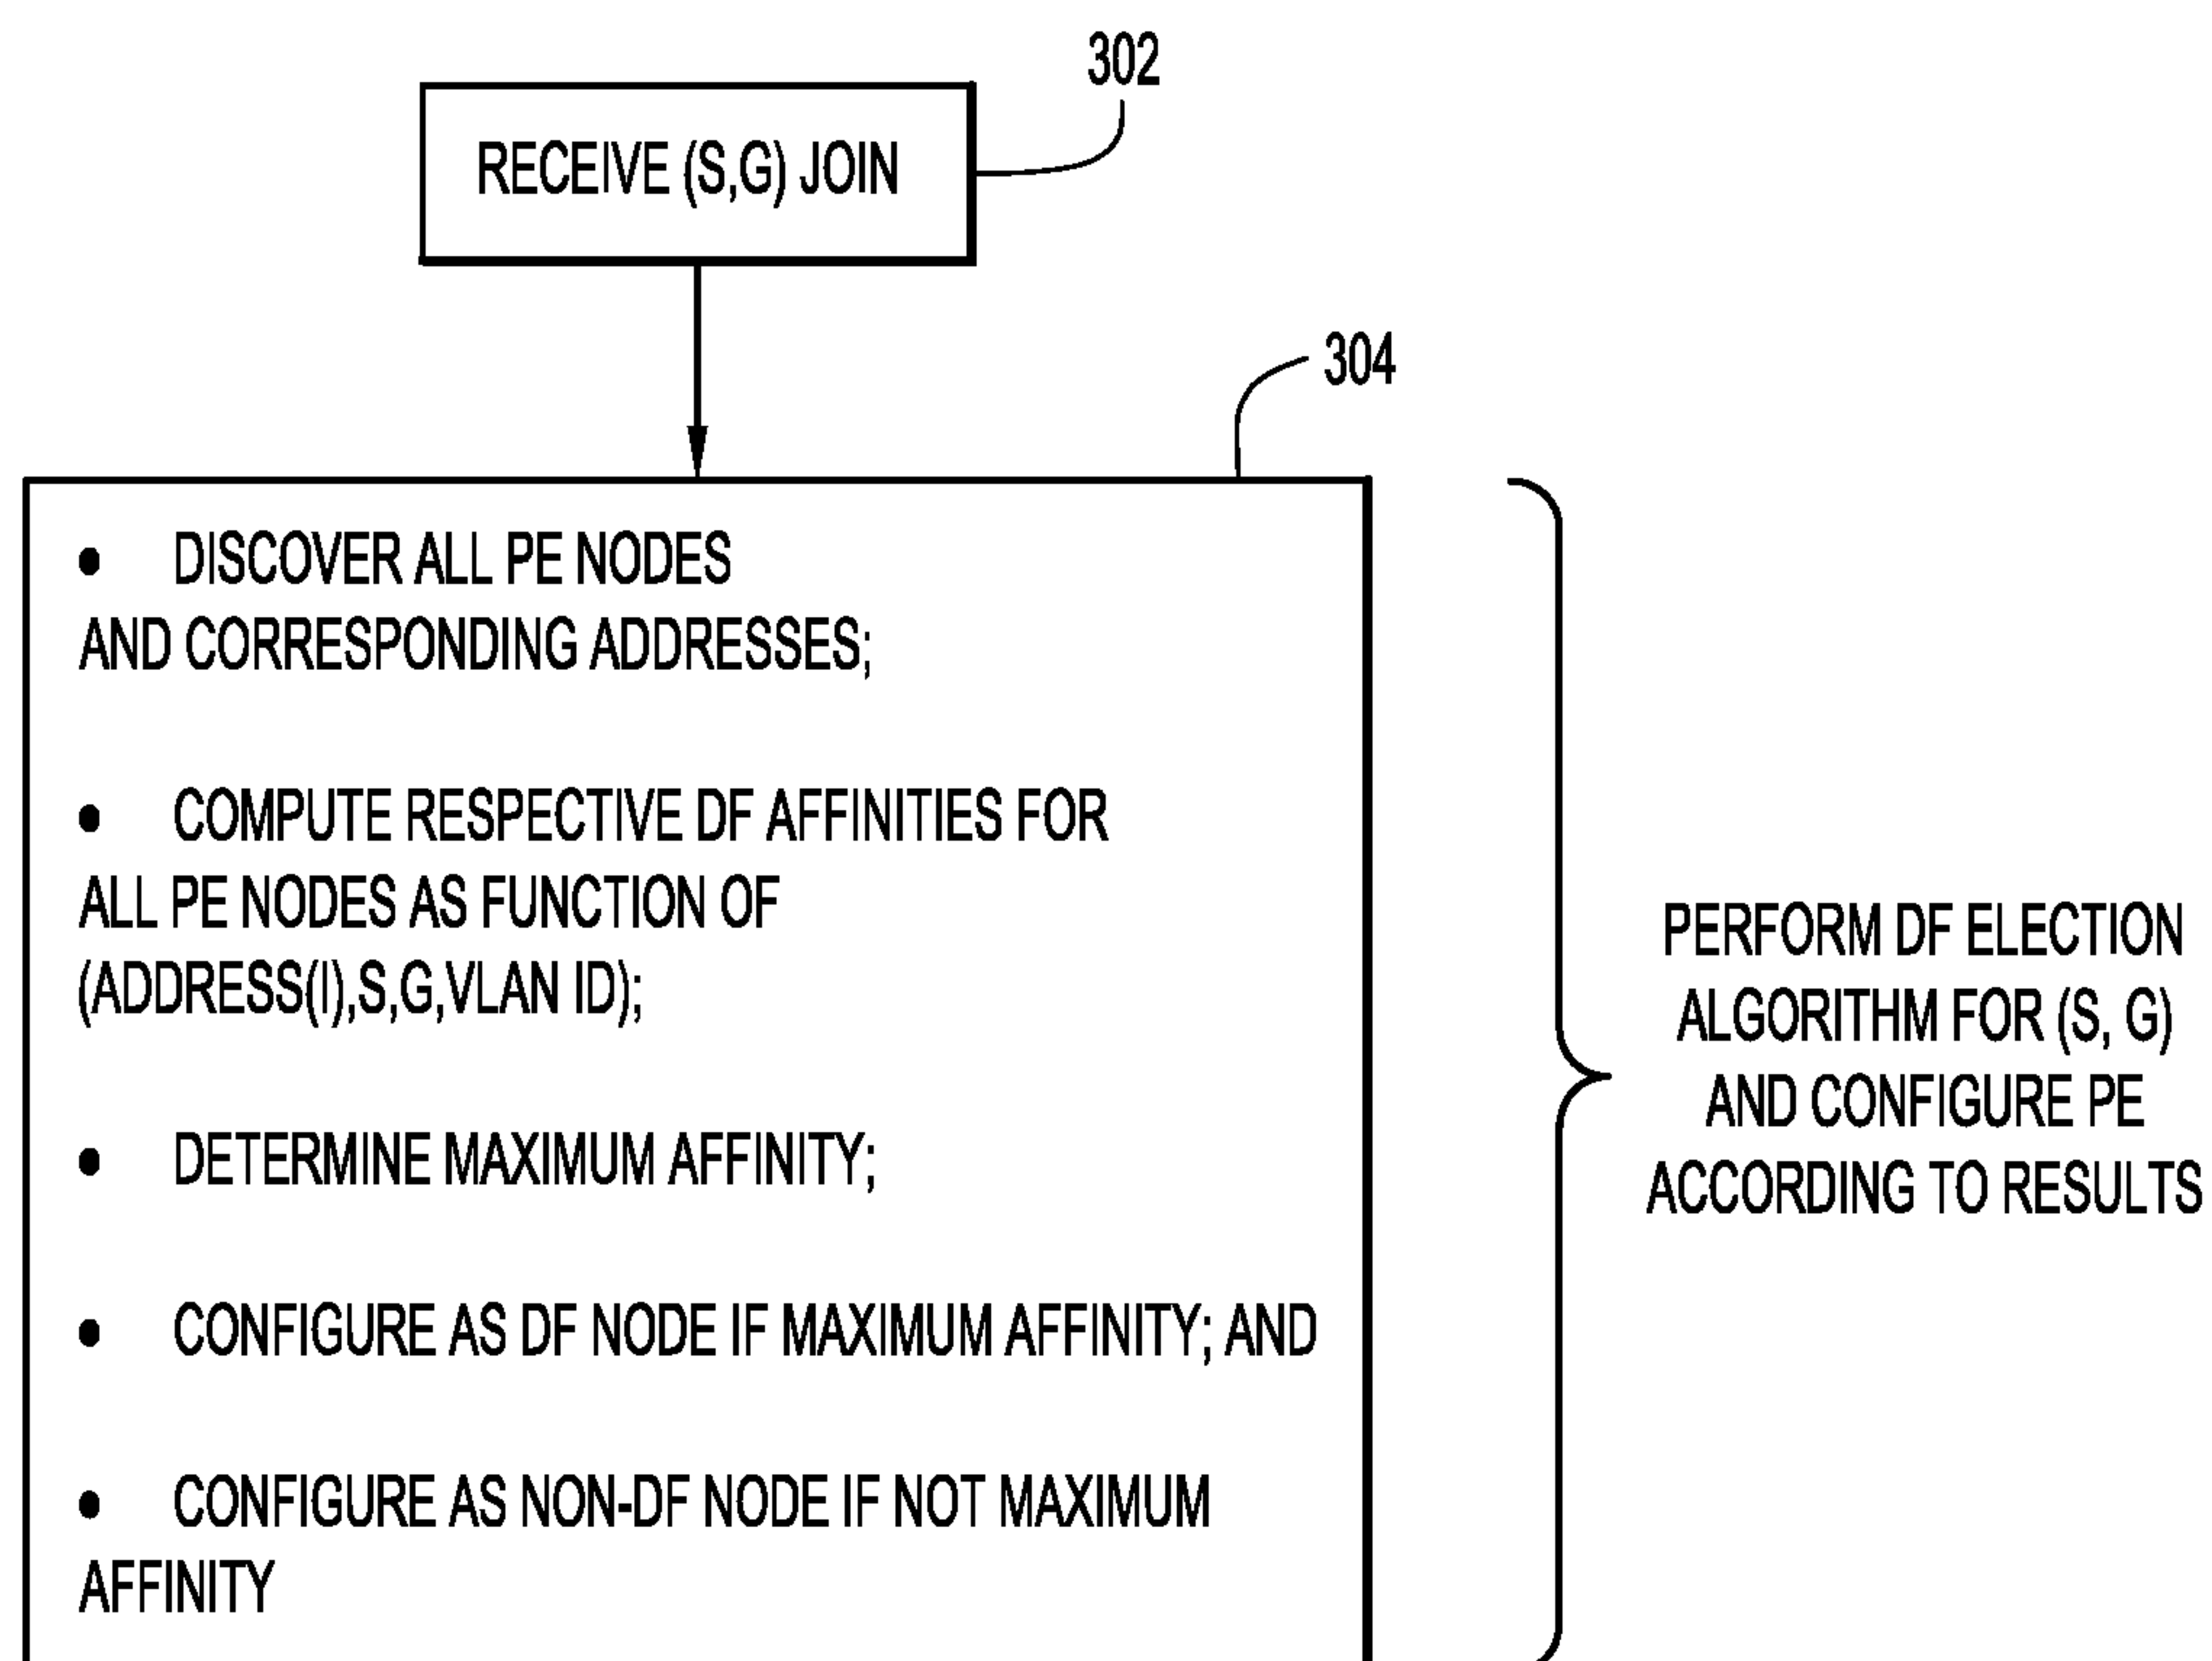 302
RECEIVE (S,G) JOIN
304
• DISCOVER ALL PE NODES
AND CORRESPONDING ADDRESSES;
• COMPUTE RESPECTIVE DF AFFINITIES FOR
ALL PE NODES AS FUNCTION OF
(ADDRESS(I),S,G,VLAN ID);
• DETERMINE MAXIMUM AFFINITY;
• CONFIGURE AS DF NODE IF MAXIMUM AFFINITY; AND
• CONFIGURE AS NON-DF NODE IF NOT MAXIMUM
AFFINITY
PERFORM DF ELECTION
ALGORITHM FOR (S, G)
AND CONFIGURE PE
ACCORDING TO RESULTS